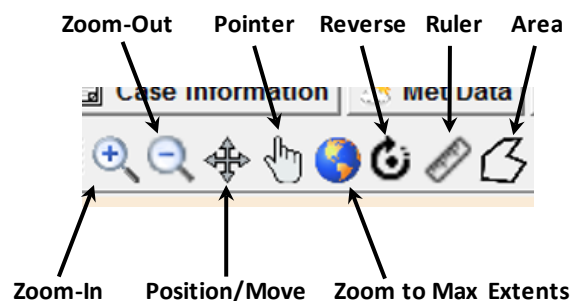 Zoom-Out Pointer Reverse Ruler Area
Case Information Met Data
Zoom-In Position/Move Zoom to Max Extents